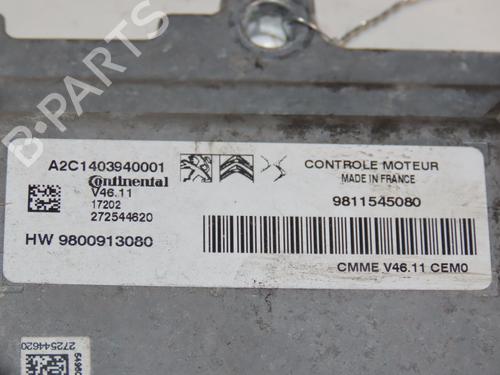 B-PARTS
A2C1403940001
Continental
V46.11
17202
272544620
HW 9800913080
CONTROLE MOTEUR
MADE IN FRANCE
9811545080
CMME V46.11 CEM0
272544620